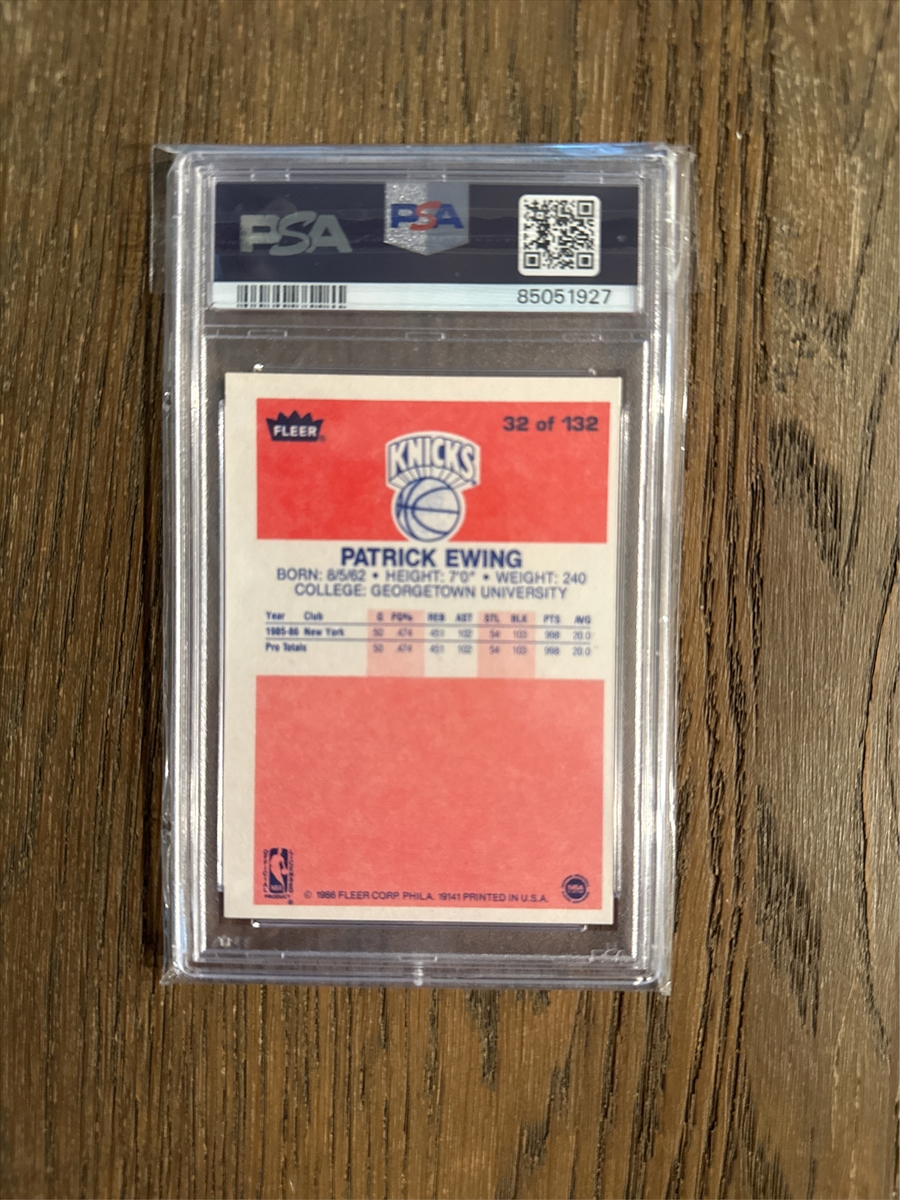 PSA PSA
85051927
FLEER 32 of 132
KNICKS
PATRICK EWING
BORN: 8/5/62 • HEIGHT: 7'0" • WEIGHT: 240
COLLEGE: GEORGETOWN UNIVERSITY
Year Club G FG% REB AST STL BLK PTS AVG
1985-86 New York 50 .474 451 102 54 103 998 20.0
Pro Totals 50 .474 451 102 54 103 998 20.0
© 1986 FLEER CORP. PHILA. 19141 PRINTED IN U.S.A.